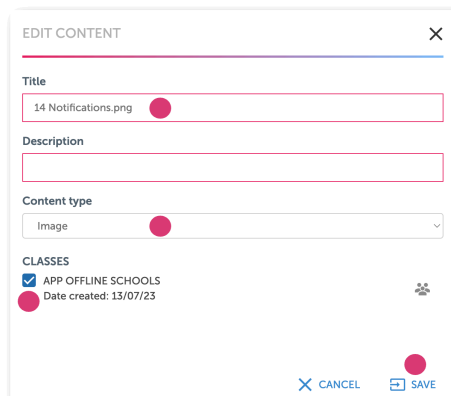 EDIT CONTENT
Title
14 Notifications.png
Description
Content type
Image
CLASSES
APP OFFLINE SCHOOLS
Date created: 13/07/23
CANCEL
SAVE